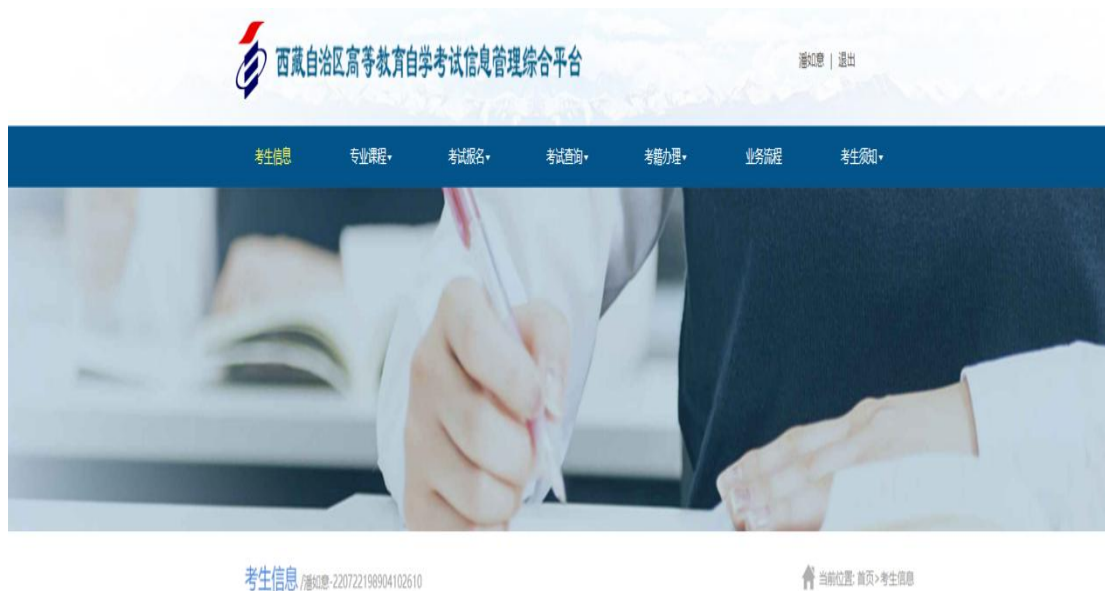 西藏自治区高等教育自学考试信息管理综合平台
潘如意 | 退出
考生信息 专业课程▾ 考试报名▾ 考试查询▾ 考籍办理▾ 业务流程 考生须知▾
考生信息 /潘如意-220722198904102610
当前位置: 首页>考生信息